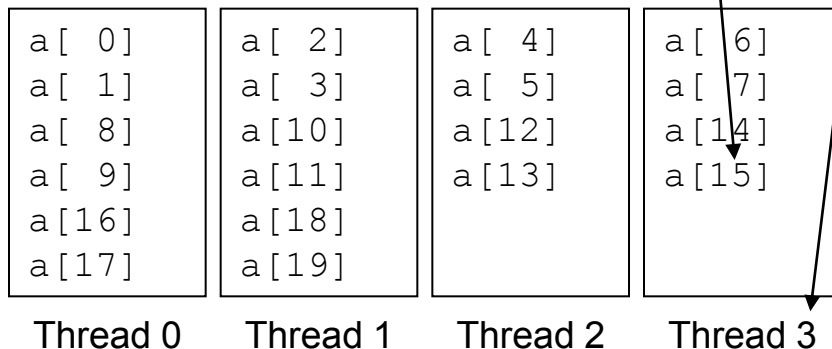 a[ 0] a[ 2] a[ 4] a[ 6]
a[ 1] a[ 3] a[ 5] a[ 7]
a[ 8] a[10] a[12] a[14]
a[ 9] a[11] a[13] a[15]
a[16] a[18]
a[17] a[19]
Thread 0 Thread 1 Thread 2 Thread 3